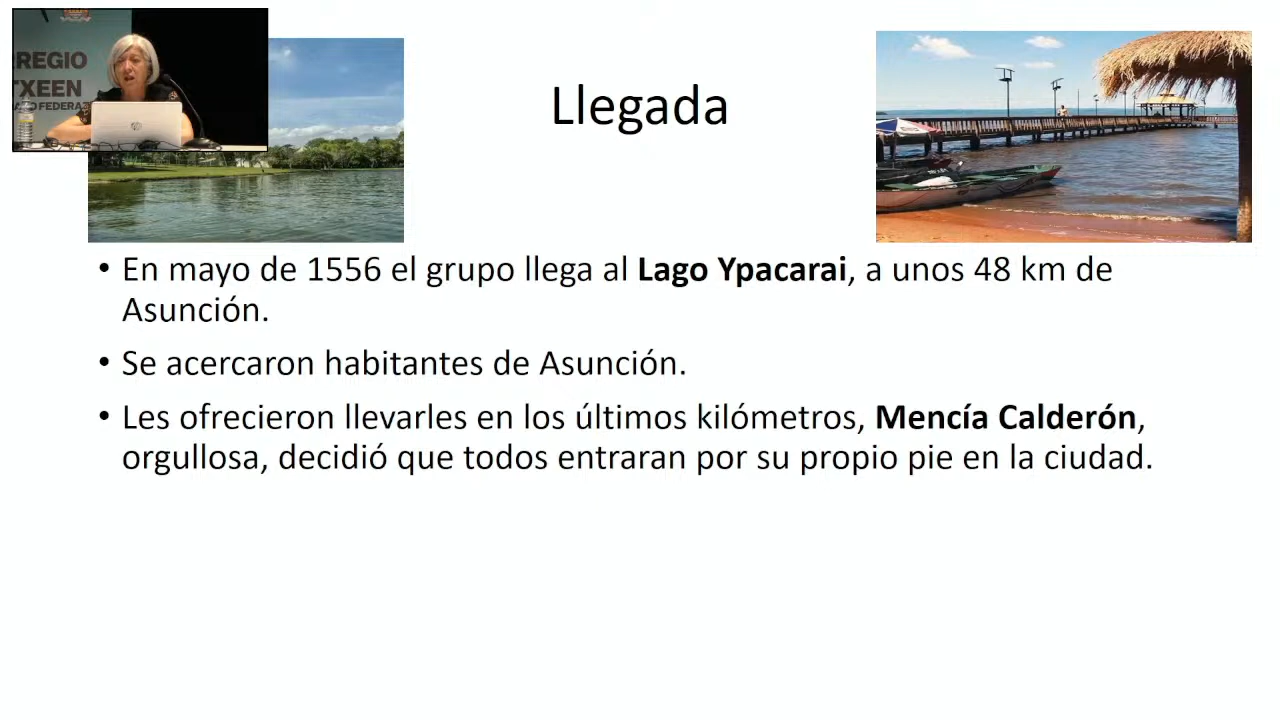 REGIO
TXEEN
Llegada
• En mayo de 1556 el grupo llega al Lago Ypacarai, a unos 48 km de
Asunción.
• Se acercaron habitantes de Asunción.
• Les ofrecieron llevarles en los últimos kilómetros, Mencía Calderón,
orgullosa, decidió que todos entraran por su propio pie en la ciudad.